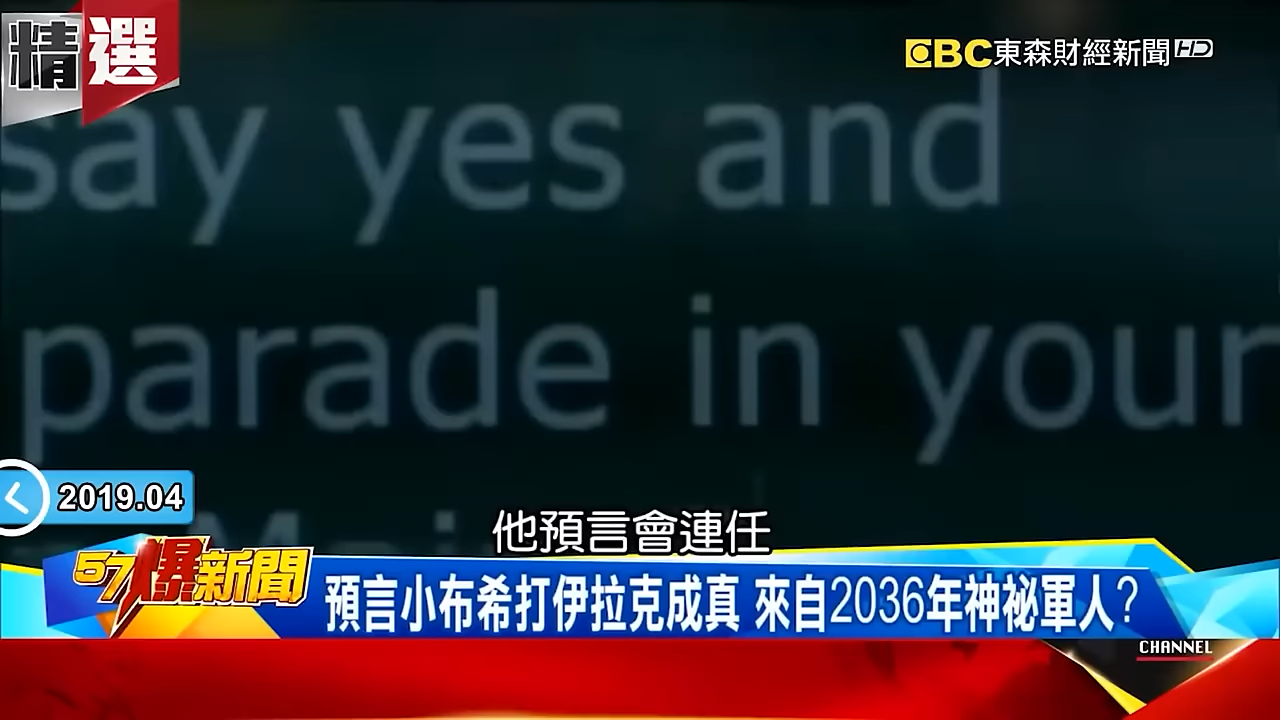 精選
EBC東森財經新聞HD
say yes and
parade in your
2019.04
他預言會連任
57爆新聞
預言小布希打伊拉克成真 來自2036年神祕軍人?
CHANNEL